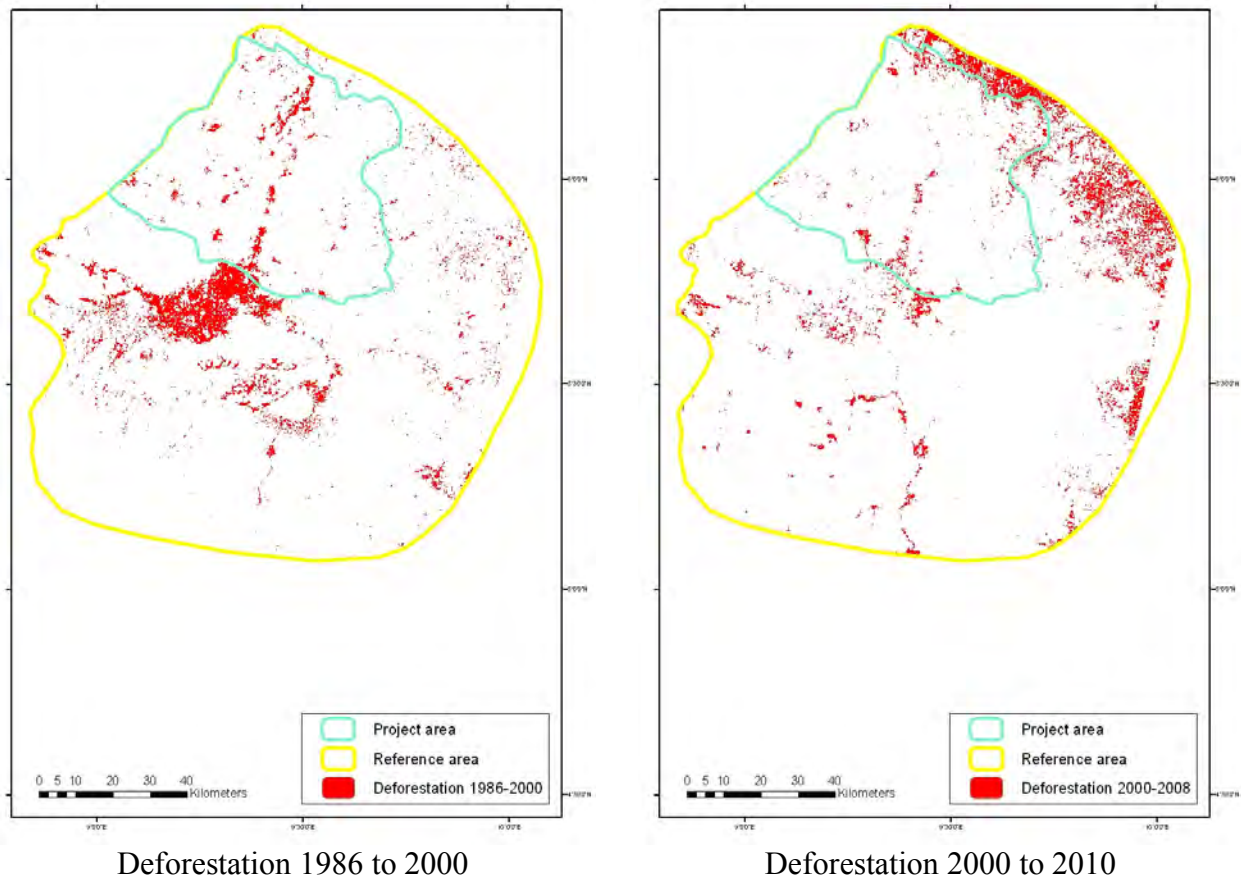 Project area
Reference area
Deforestation 1986-2000
0 5 10 20 30 40
Kilometers
Project area
Reference area
Deforestation 2000-2008
0 5 10 20 30 40
Kilometers
Deforestation 1986 to 2000
Deforestation 2000 to 2010